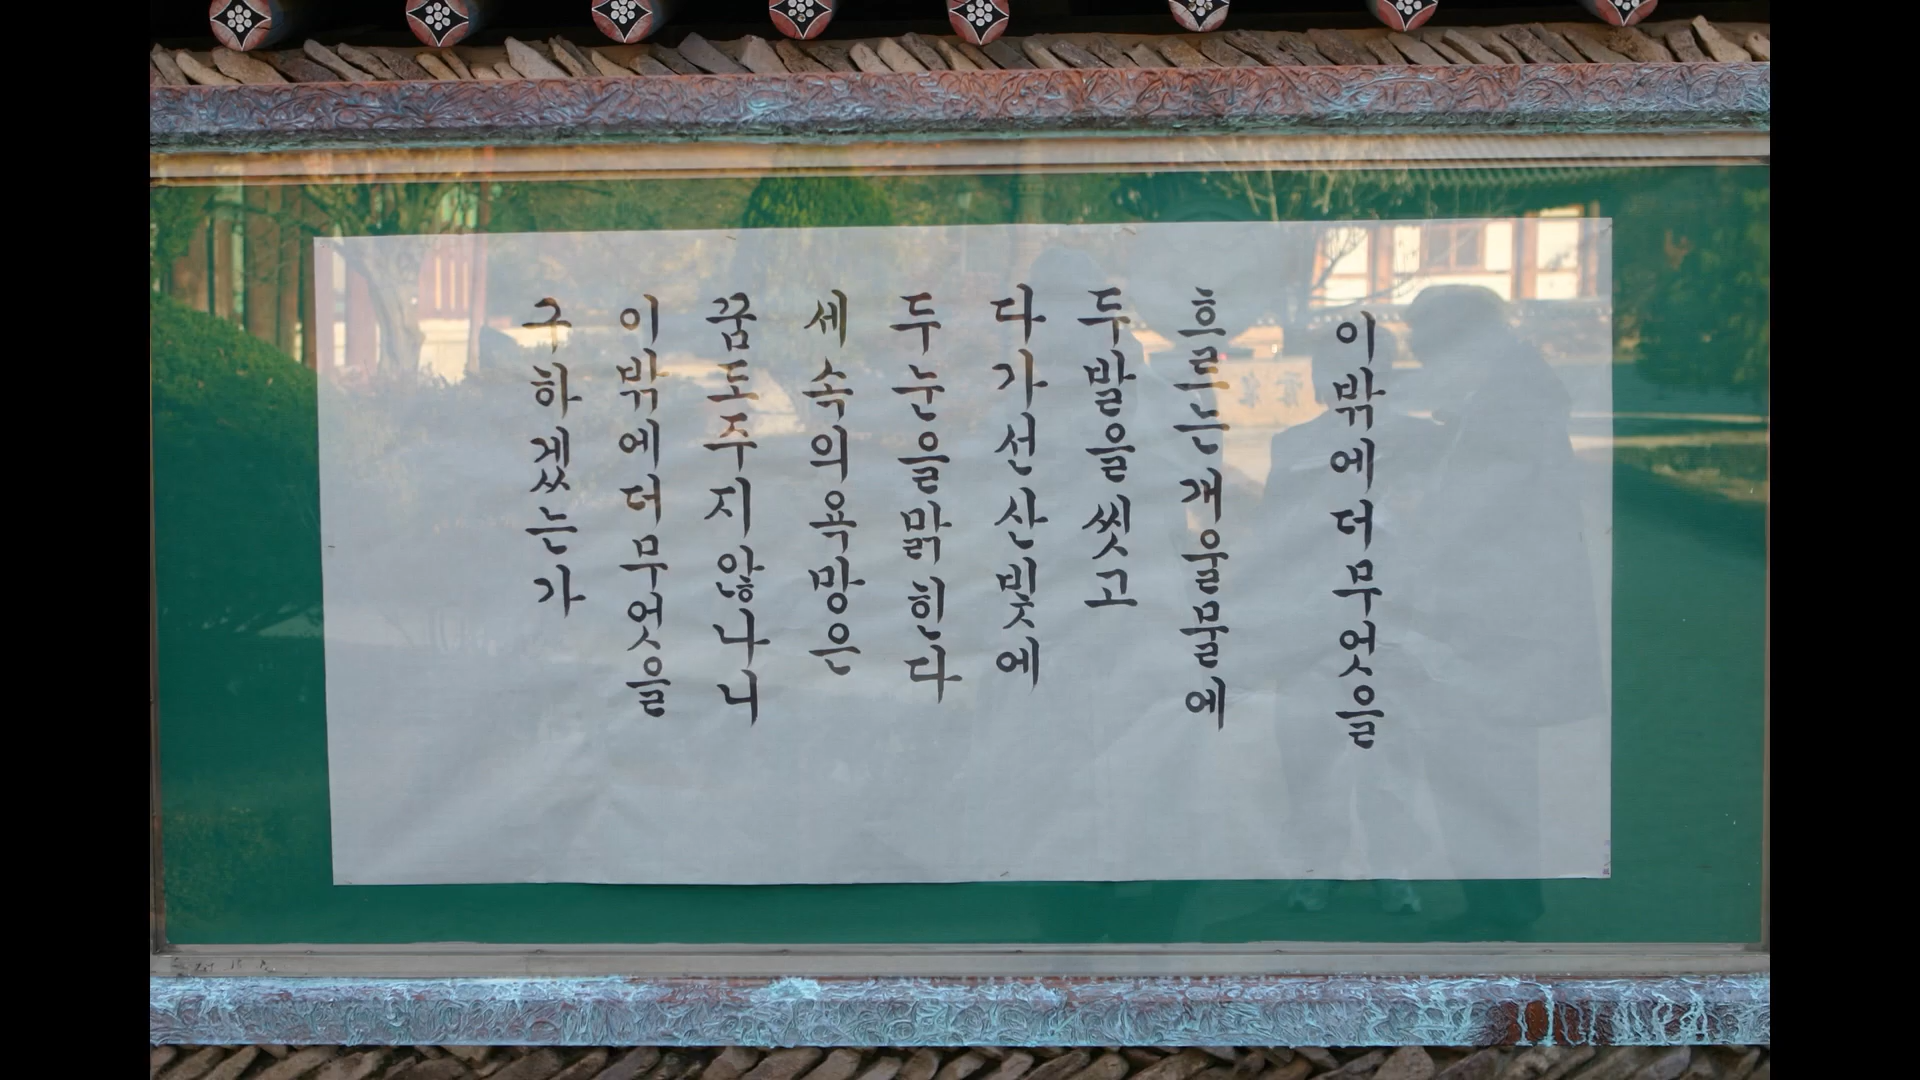 이밖에더무엇을
흐르는개울물에
두발을씻고
다가선산빛에
두눈을맑힌다
세속의욕망은
꿈도주지않나니
이밖에더무엇을
구하겠는가